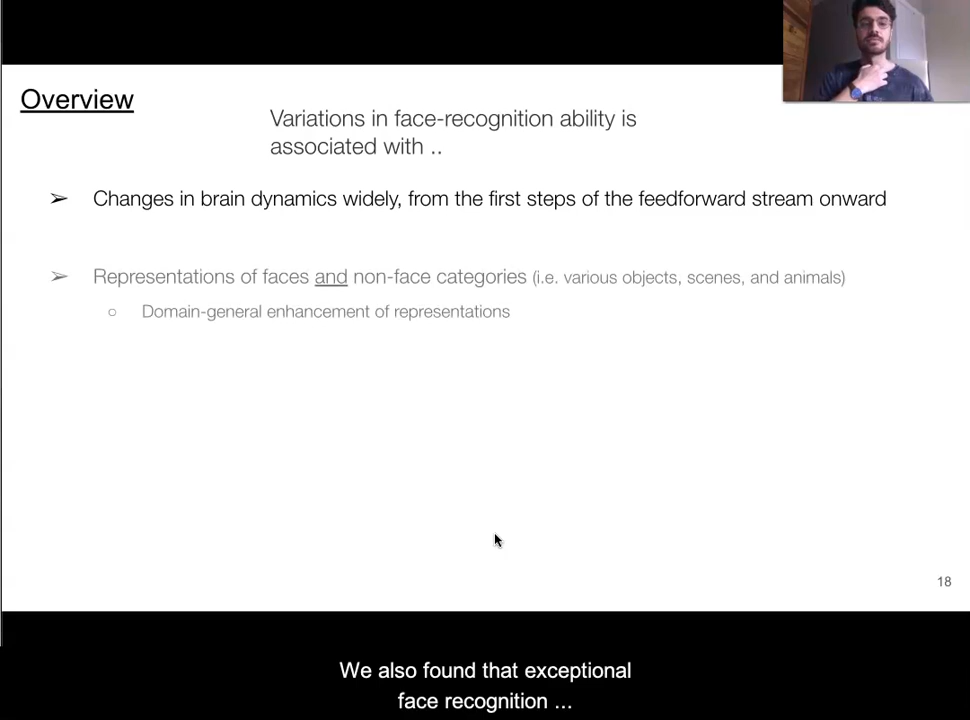 Overview
Variations in face-recognition ability is
associated with ..
➢ Changes in brain dynamics widely, from the first steps of the feedforward stream onward
➢ Representations of faces and non-face categories (i.e. various objects, scenes, and animals)
○ Domain-general enhancement of representations
18
We also found that exceptional
face recognition ...